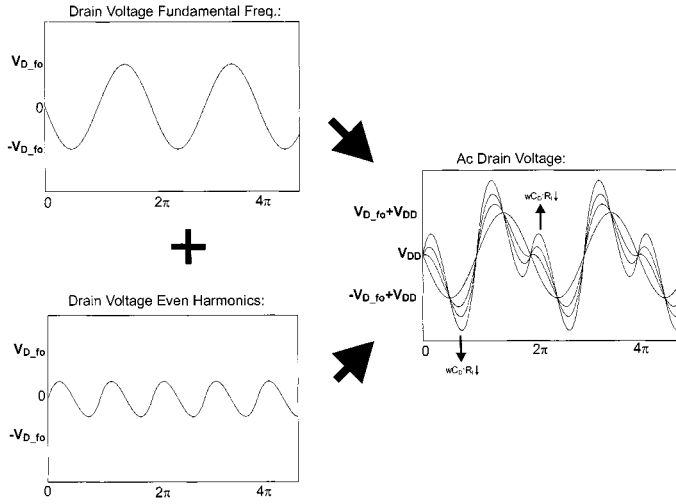 Drain Voltage Fundamental Freq.:
V_D_fo
0
-V_D_fo
0
2π
4π
+
Drain Voltage Even Harmonics:
V_D_fo
0
-V_D_fo
0
2π
4π
Ac Drain Voltage:
wC_D·R_i↓
V_D_fo+V_DD
V_DD
-V_D_fo+V_DD
0
2π
4π
wC_D·R_i↓